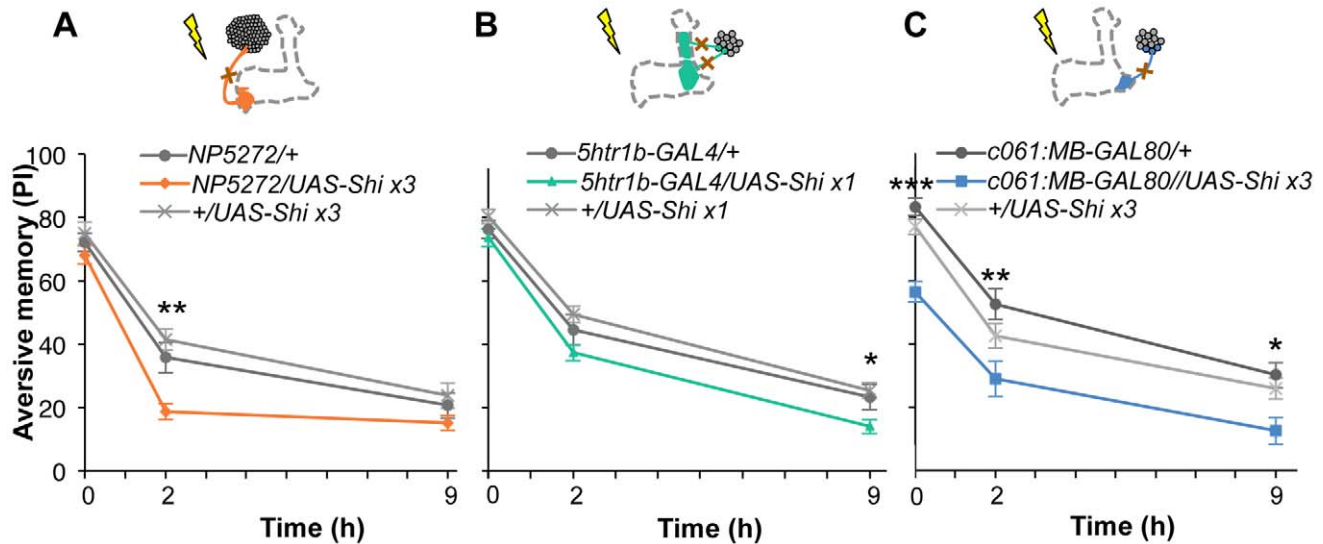 A
B
C
NP5272/+
NP5272/UAS-Shi x3
+/UAS-Shi x3
5htr1b-GAL4/+
5htr1b-GAL4/UAS-Shi x1
+/UAS-Shi x1
c061:MB-GAL80/+
c061:MB-GAL80//UAS-Shi x3
+/UAS-Shi x3
Aversive memory (PI)
100
80
60
40
20
0
**
*
***
**
*
0 2 9
0 2 9
0 2 9
Time (h)
Time (h)
Time (h)